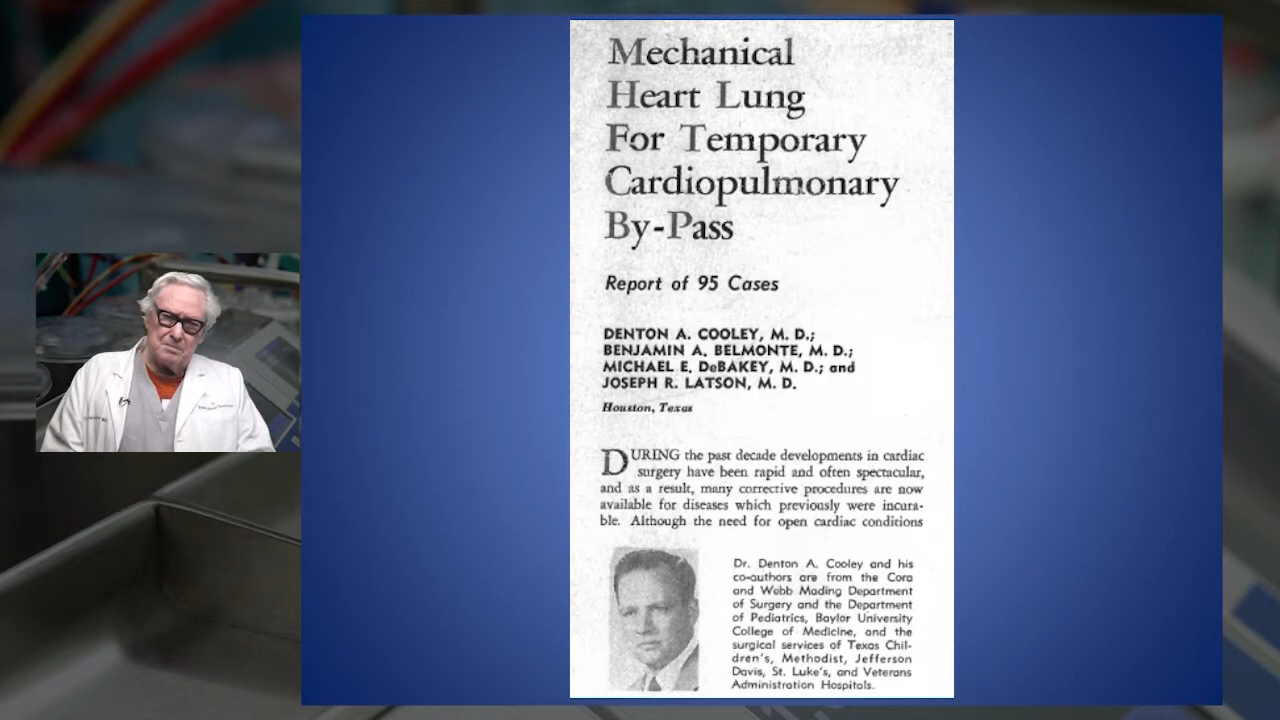 Mechanical
Heart Lung
For Temporary
Cardiopulmonary
By-Pass
Report of 95 Cases
DENTON A. COOLEY, M. D.;
BENJAMIN A. BELMONTE, M. D.;
MICHAEL E. DeBAKEY, M. D.; and
JOSEPH R. LATSON, M. D.
Houston, Texas
DURING the past decade developments in cardiac
surgery have been rapid and often spectacular,
and as a result, many corrective procedures are now
available for diseases which previously were incura-
ble. Although the need for open cardiac conditions
Dr. Denton A. Cooley and his
co-authors are from the Cora
and Webb Mading Department
of Surgery and the Department
of Pediatrics, Baylor University
College of Medicine, and the
surgical services of Texas Chil-
dren's, Methodist, Jefferson
Davis, St. Luke's, and Veterans
Administration Hospitals.